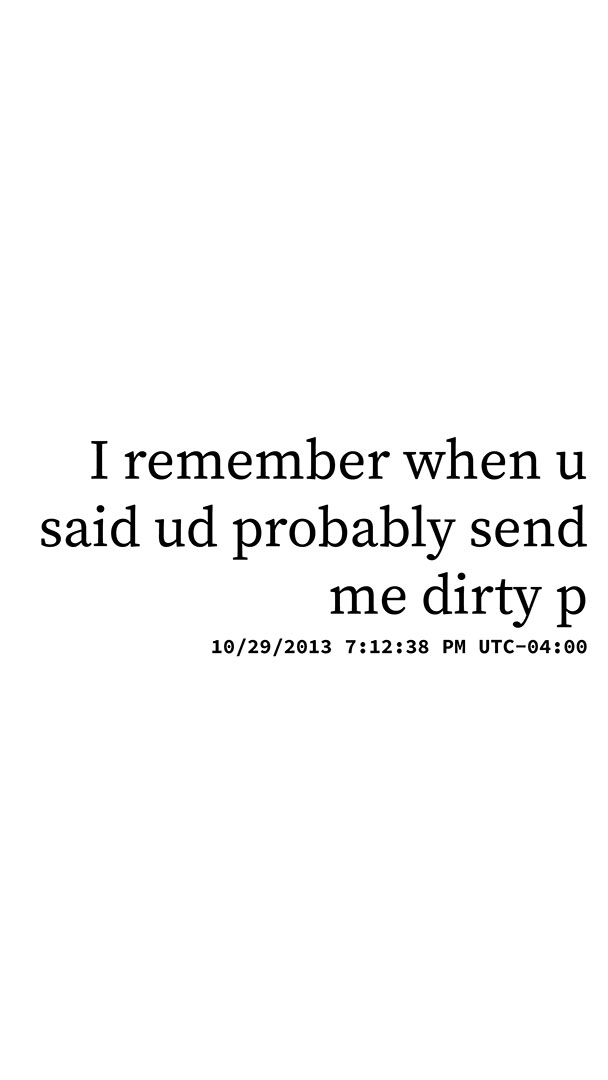 I remember when u
said ud probably send
me dirty p
10/29/2013 7:12:38 PM UTC-04:00